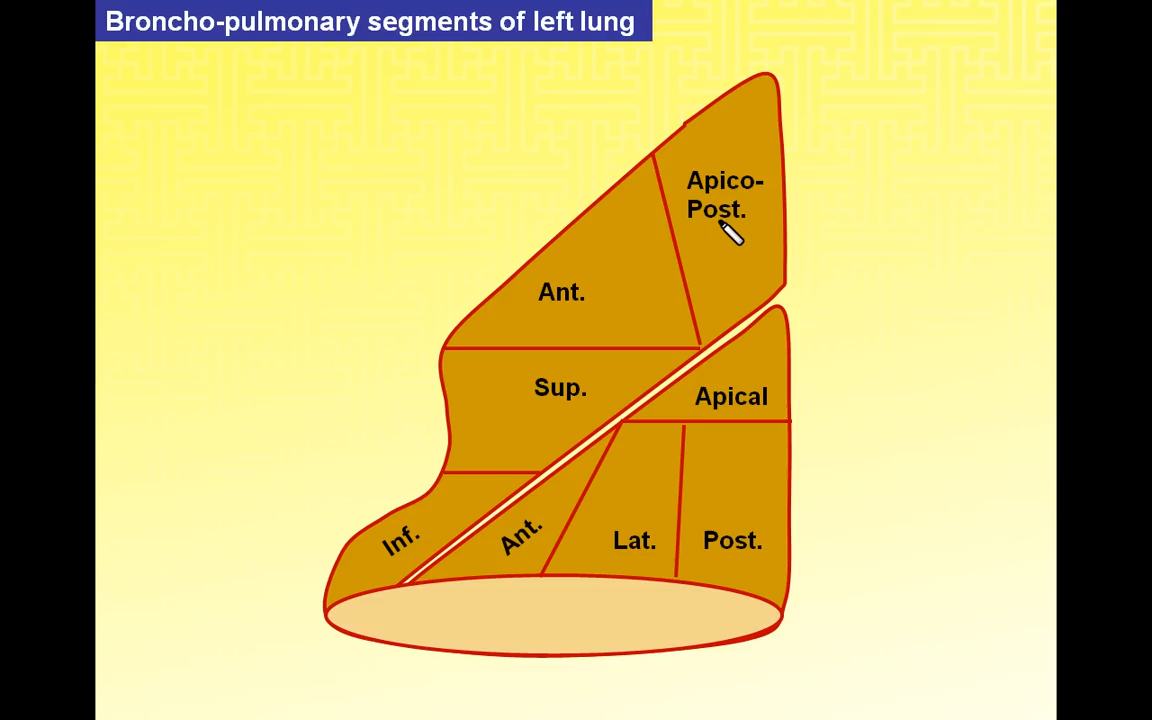 Broncho-pulmonary segments of left lung
Apico-
Post.
Ant.
Sup.
Apical
Inf.
Ant.
Lat.
Post.